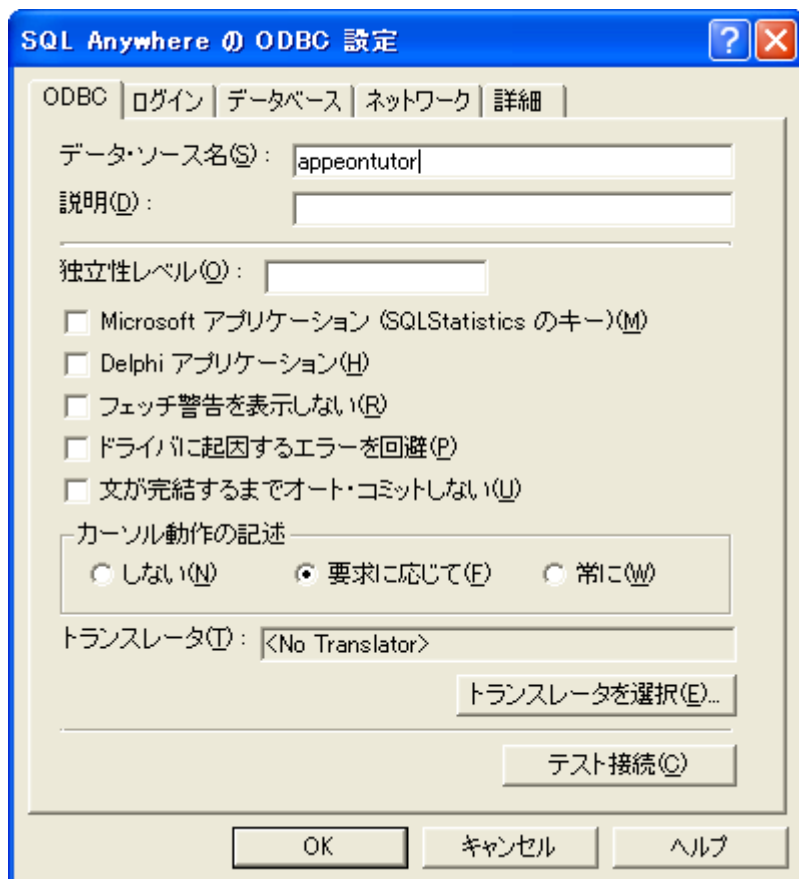 SQL Anywhere の ODBC 設定
ODBC ログイン データベース ネットワーク 詳細
データ・ソース名(S): appeontutor
説明(D):
独立性レベル(O):
Microsoft アプリケーション (SQLStatistics のキー)(M)
Delphi アプリケーション(H)
フェッチ警告を表示しない(R)
ドライバに起因するエラーを回避(P)
文が完結するまでオート・コミットしない(U)
カーソル動作の記述
しない(N) 要求に応じて(F) 常に(W)
トランスレータ(T): <No Translator>
トランスレータを選択(E)...
テスト接続(C)
OK キャンセル ヘルプ